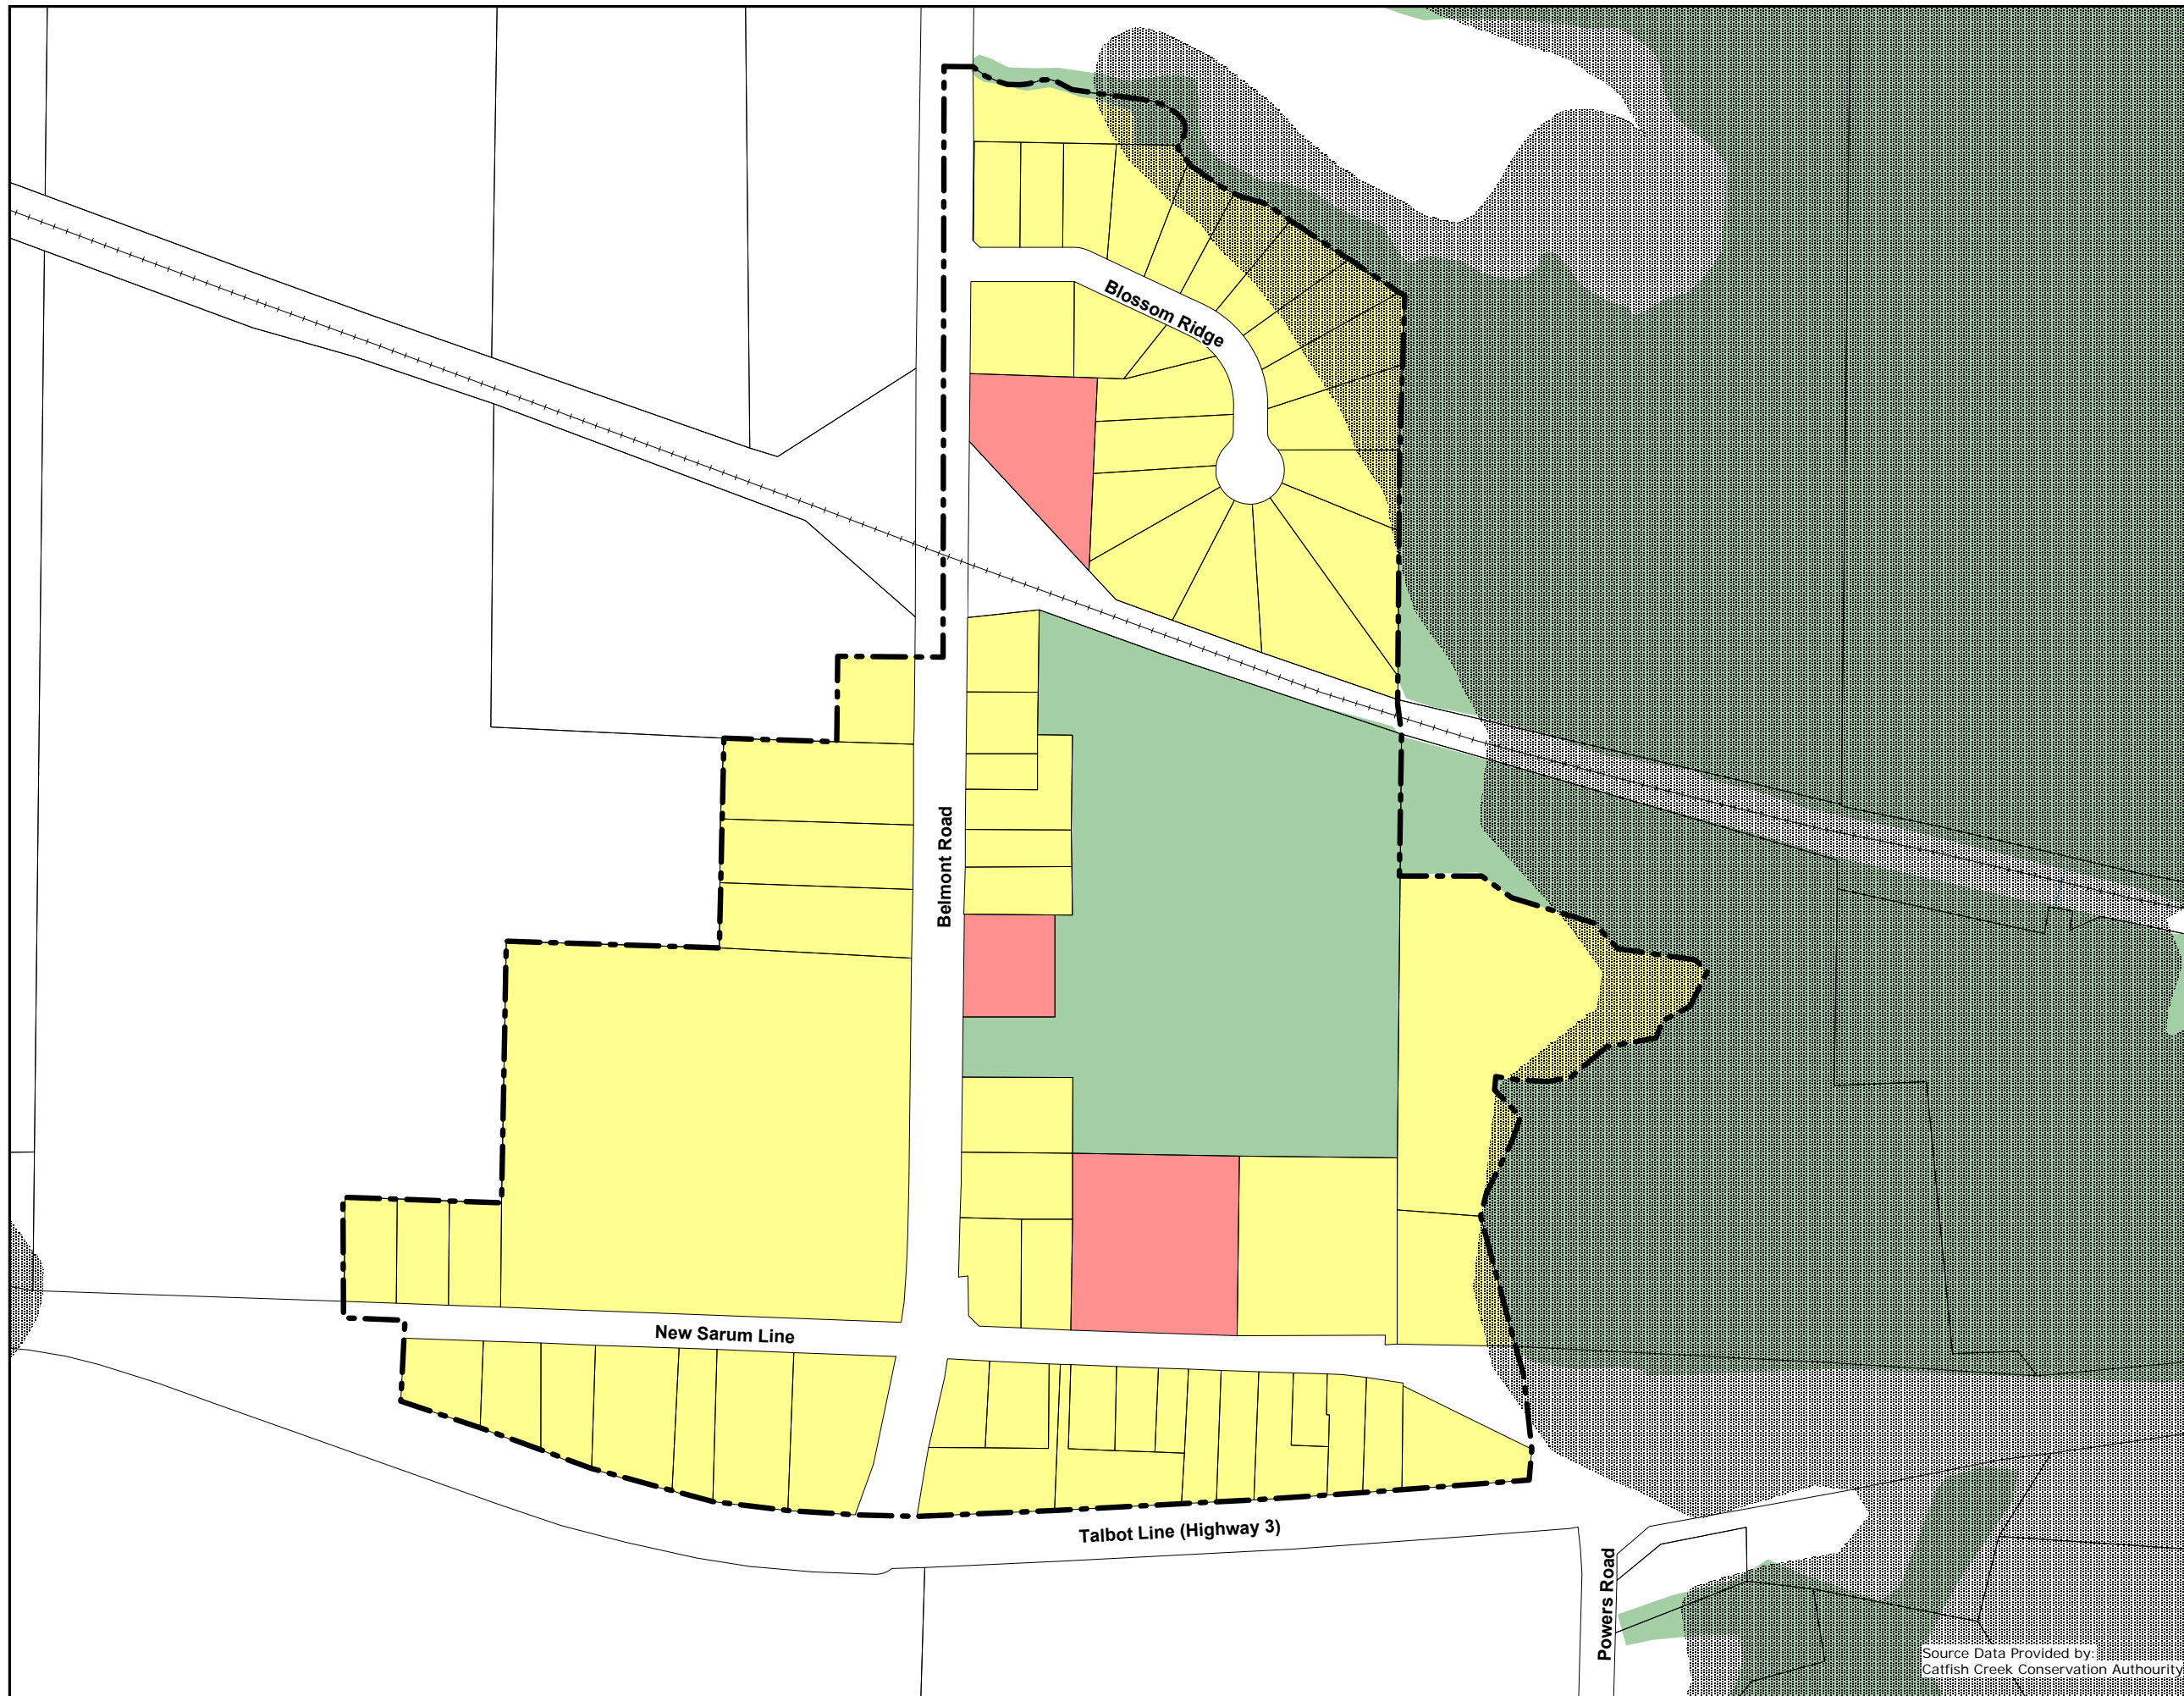 Blossom Ridge
Belmont Road
New Sarum Line
Talbot Line (Highway 3)
Powers Road
Source Data Provided by:
Catfish Creek Conservation Authourity